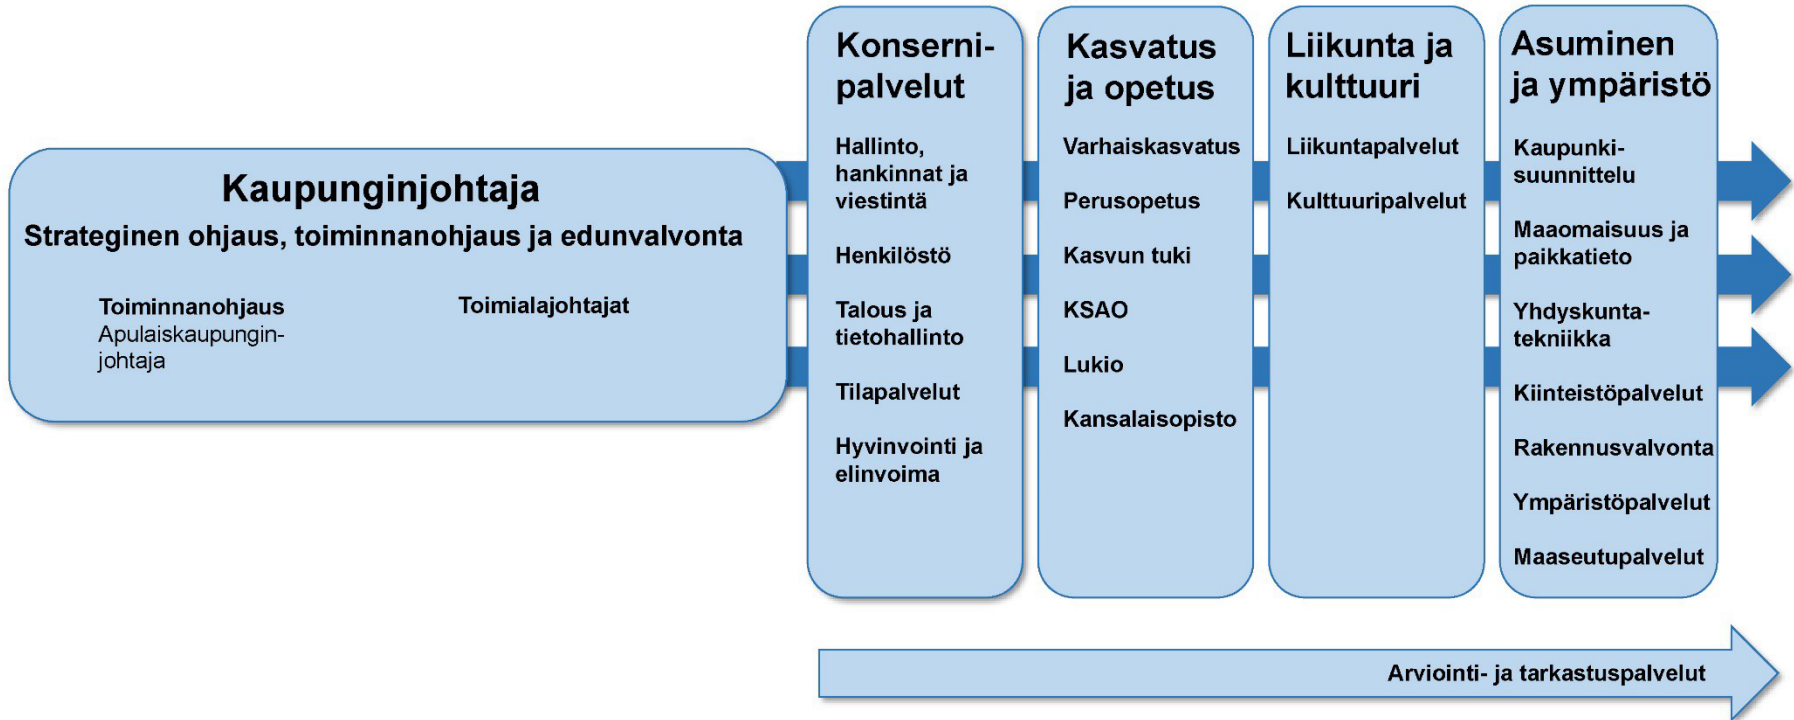 Kaupunginjohtaja
Strateginen ohjaus, toiminnanohjaus ja edunvalvonta
Toiminnanohjaus
Apulaiskaupungin-
johtaja
Toimialajohtajat
Konserni-
palvelut
Hallinto,
hankinnat ja
viestintä
Henkilöstö
Talous ja
tietohallinto
Tilapalvelut
Hyvinvointi ja
elinvoima
Kasvatus
ja opetus
Varhaiskasvatus
Perusopetus
Kasvun tuki
KSAO
Lukio
Kansalaisopisto
Liikunta ja
kulttuuri
Liikuntapalvelut
Kulttuuripalvelut
Asuminen
ja ympäristö
Kaupunki-
suunnittelu
Maaomaisuus ja
paikkatieto
Yhdyskunta-
tekniikka
Kiinteistöpalvelut
Rakennusvalvonta
Ympäristöpalvelut
Maaseutupalvelut
Arviointi- ja tarkastuspalvelut